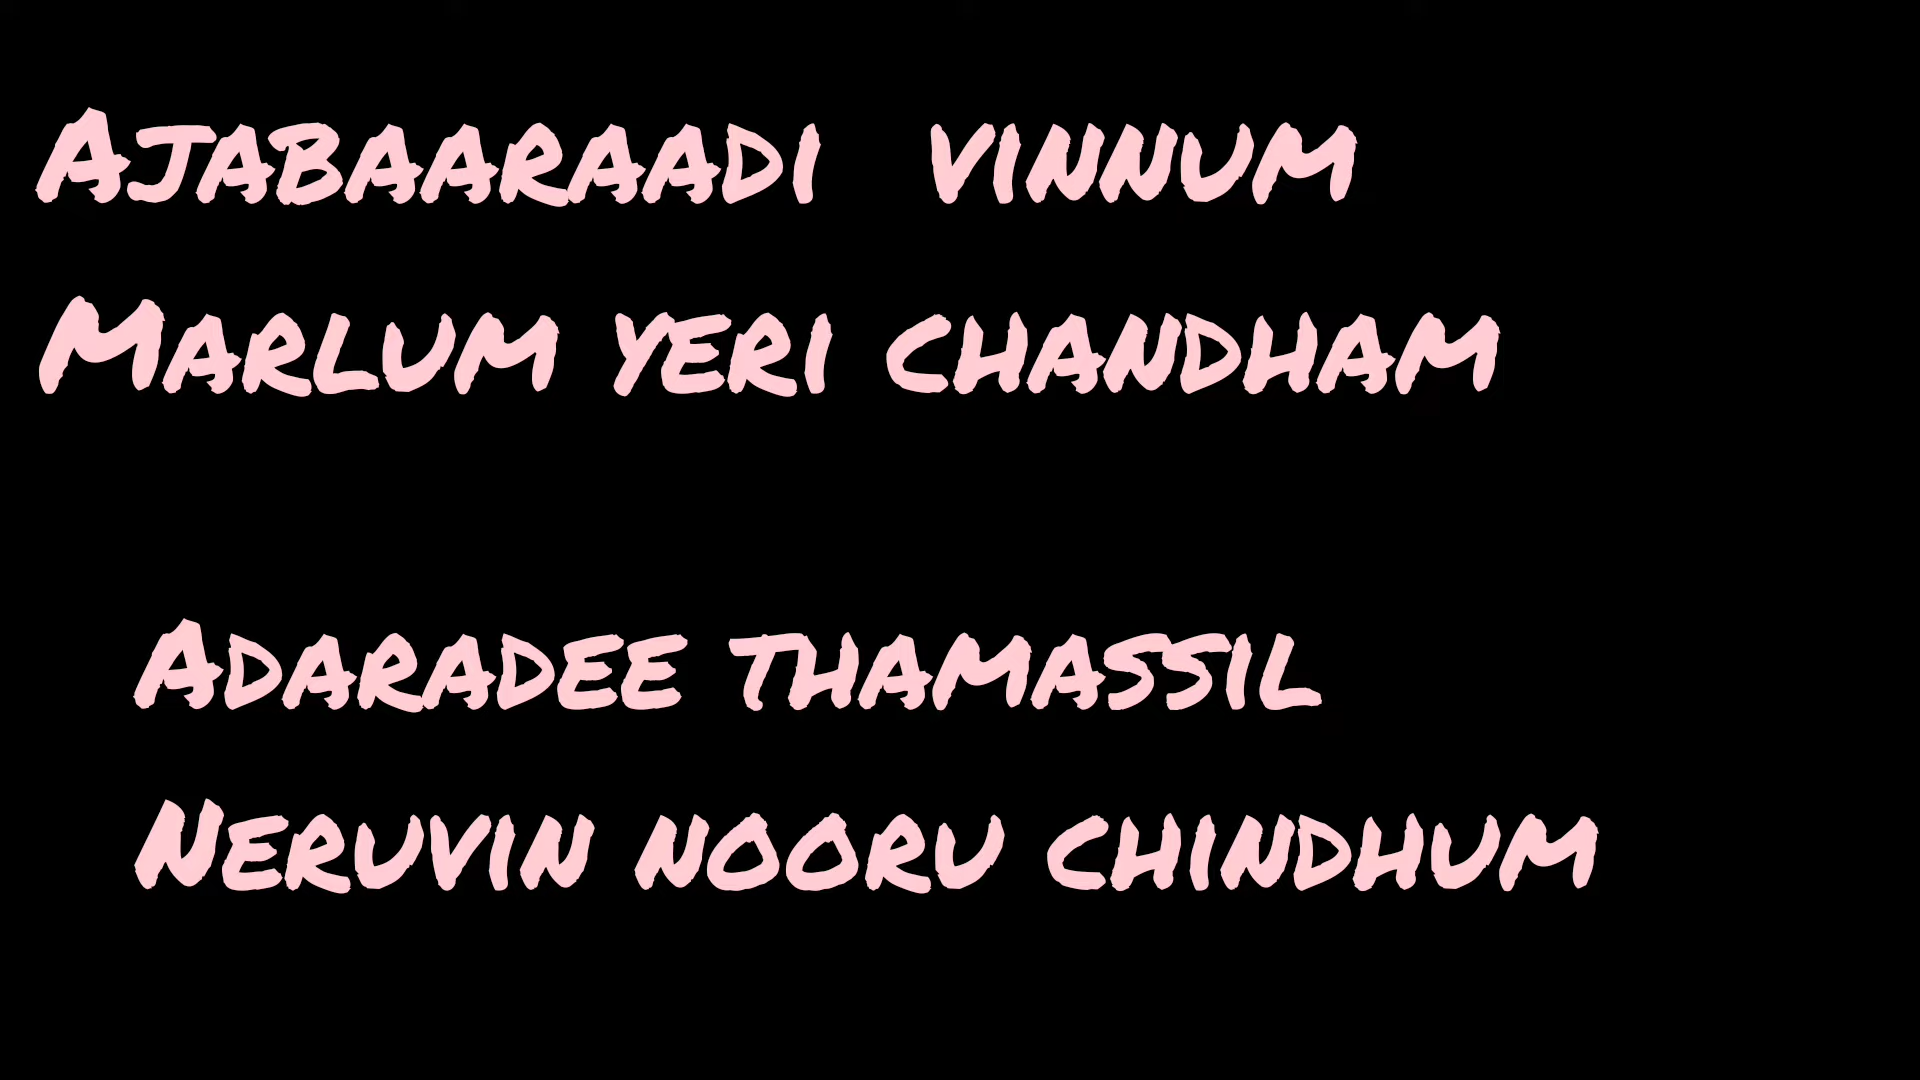 Ajabaaraadi vinnum
Marlum yeri chandham
Adaradee thamassil
Neruvin nooru chindhum